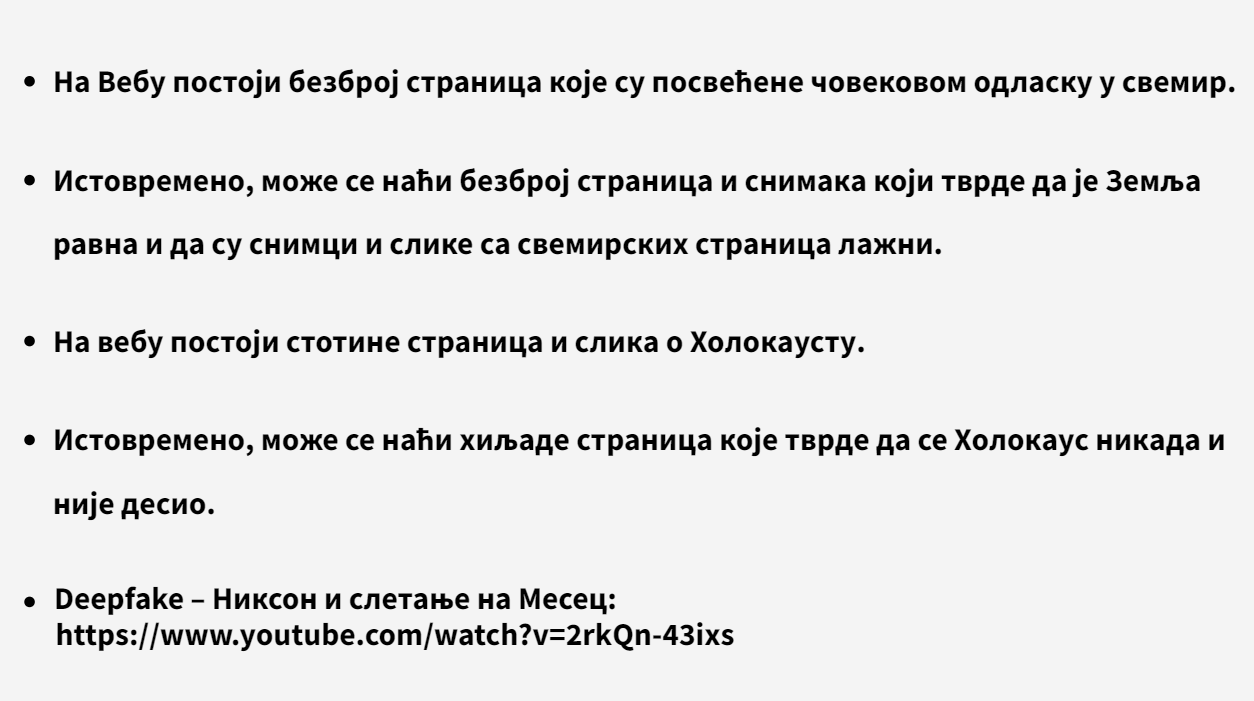 • На Вебу постоји безброј страница које су посвећене човековом одласку у свемир.
• Истовремено, може се наћи безброј страница и снимака који тврде да је Земља
равна и да су снимци и слике са свемирских страница лажни.
• На вебу постоји стотине страница и слика о Холокаусту.
• Истовремено, може се наћи хиљаде страница које тврде да се Холокаус никада и
није десио.
• Deepfake – Никсон и слетање на Месец:
https://www.youtube.com/watch?v=2rkQn-43ixs